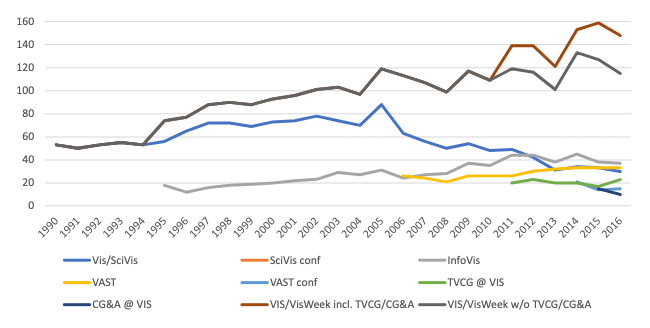 160
140
120
100
80
60
40
20
0
1990 1991 1992 1993 1994 1995 1996 1997 1998 1999 2000 2001 2002 2003 2004 2005 2006 2007 2008 2009 2010 2011 2012 2013 2014 2015 2016
Vis/SciVis SciVis conf InfoVis
VAST VAST conf TVCG @ VIS
CG&A @ VIS VIS/VisWeek incl. TVCG/CG&A VIS/VisWeek w/o TVCG/CG&A